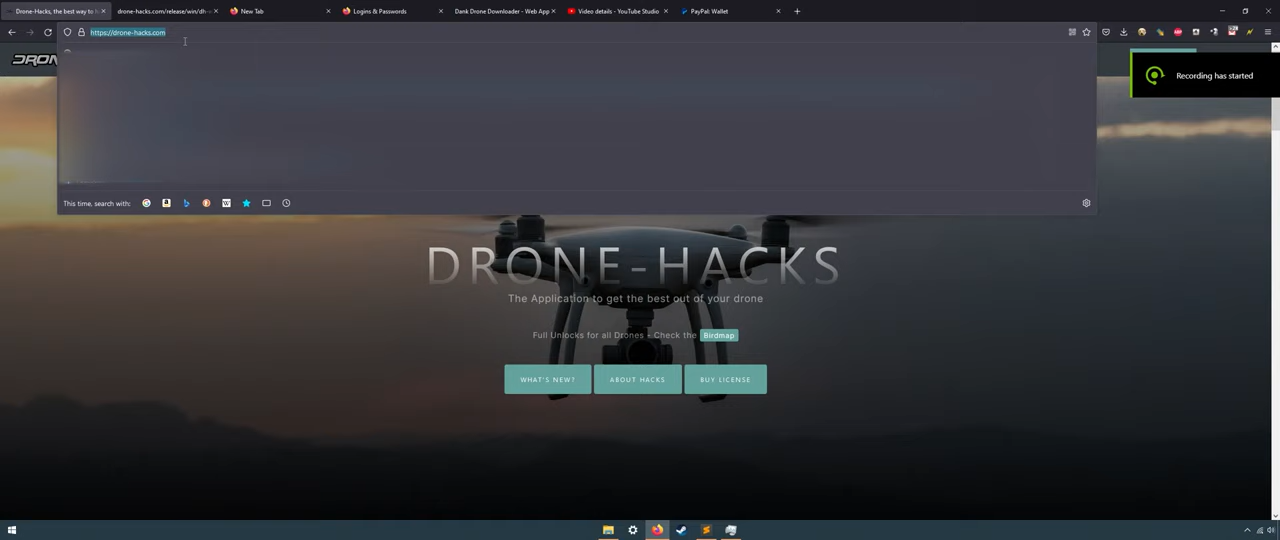 Drone-Hacks, the best way to h
drone-hacks.com/release/win/dh-w
New Tab
Logins & Passwords
Dank Drone Downloader - Web App
Video details - YouTube Studio
PayPal: Wallet
https://drone-hacks.com
Recording has started
This time, search with:
DRONE-HACKS
The Application to get the best out of your drone
Full Unlocks for all Drones - Check the Birdmap
WHAT'S NEW?
ABOUT HACKS
BUY LICENSE